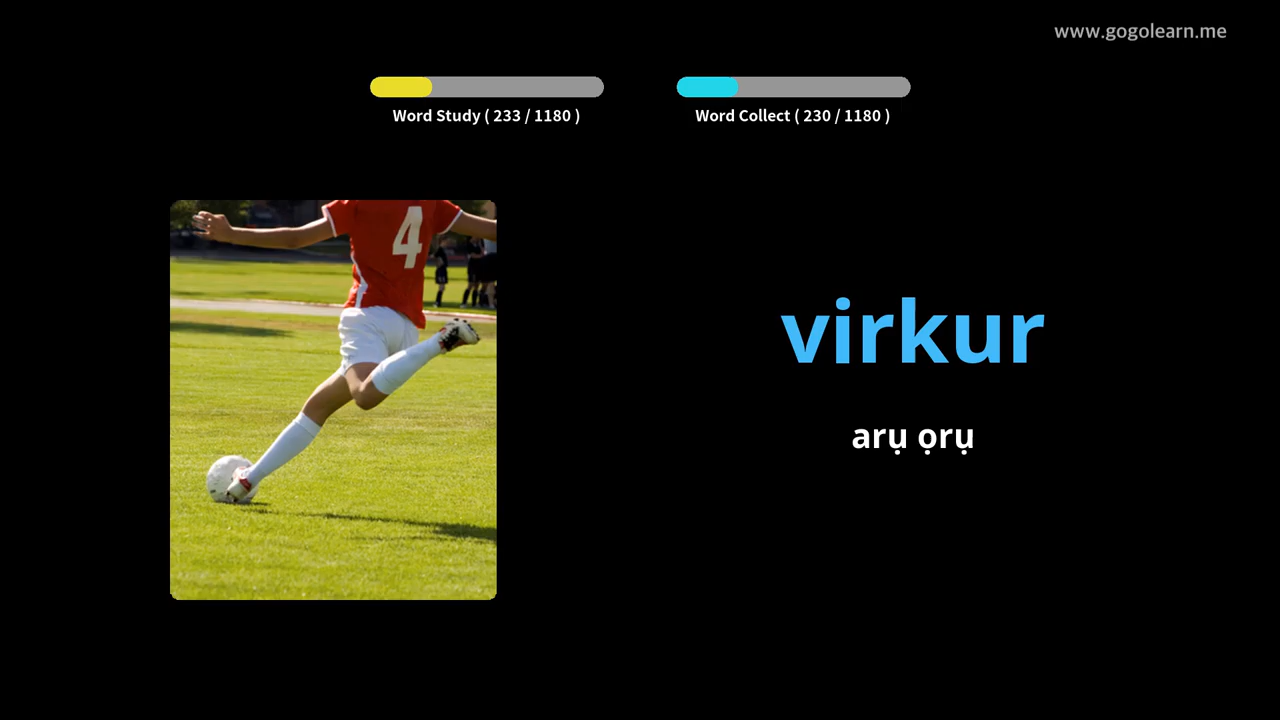 www.gogolearn.me
Word Study ( 233 / 1180 )
Word Collect ( 230 / 1180 )
4
virkur
arụ ọrụ